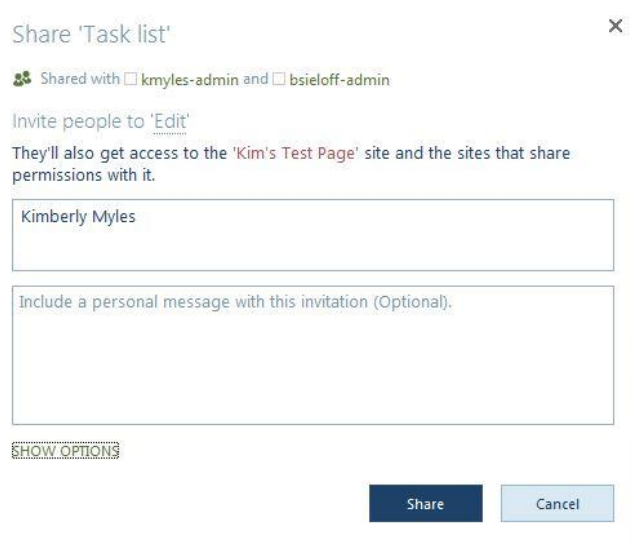 Share 'Task list'
Shared with kmyles-admin and bsieloff-admin
Invite people to 'Edit'
They'll also get access to the 'Kim's Test Page' site and the sites that share
permissions with it.
Kimberly Myles
Include a personal message with this invitation (Optional).
SHOW OPTIONS
Share Cancel